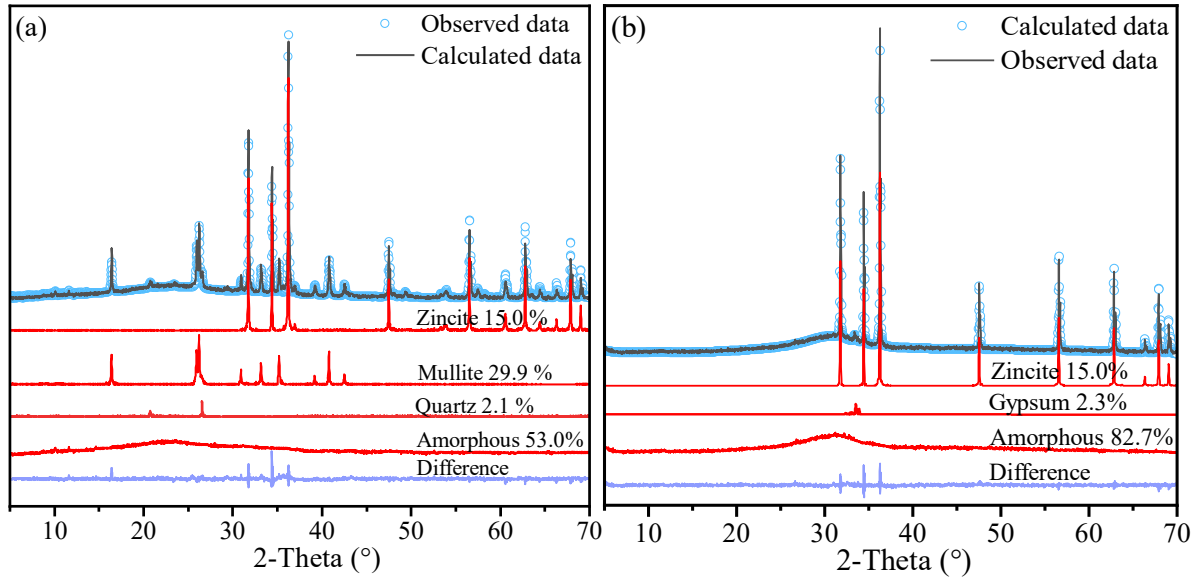 (a)
Observed data
Calculated data
Zincite 15.0 %
Mullite 29.9 %
Quartz 2.1 %
Amorphous 53.0%
Difference
10 20 30 40 50 60 70
2-Theta (°)
(b)
Calculated data
Observed data
Zincite 15.0%
Gypsum 2.3%
Amorphous 82.7%
Difference
10 20 30 40 50 60 70
2-Theta (°)